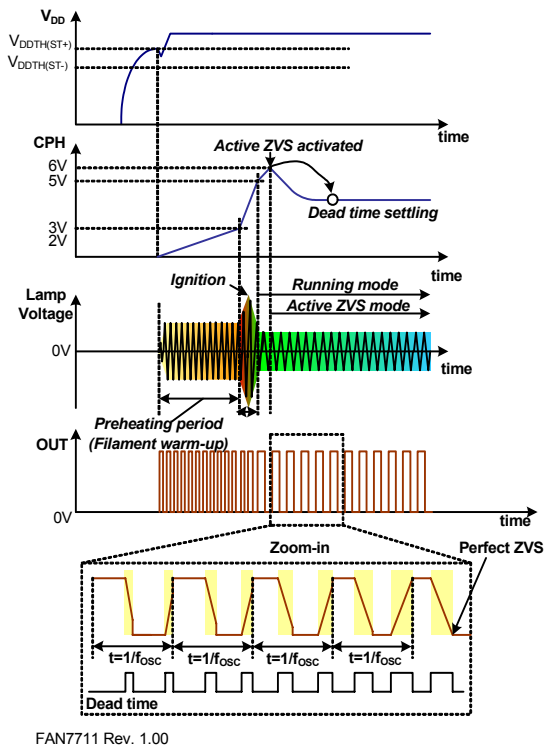 VDD
VDDTH(ST+)
VDDTH(ST-)
time
CPH
Active ZVS activated
6V
5V
Dead time settling
3V
2V
time
Ignition
Running mode
Lamp
Voltage
Active ZVS mode
0V
time
Preheating period
(Filament warm-up)
OUT
0V
time
Zoom-in
Perfect ZVS
t=1/fOSC
t=1/fOSC
t=1/fOSC
t=1/fOSC
Dead time
FAN7711 Rev. 1.00